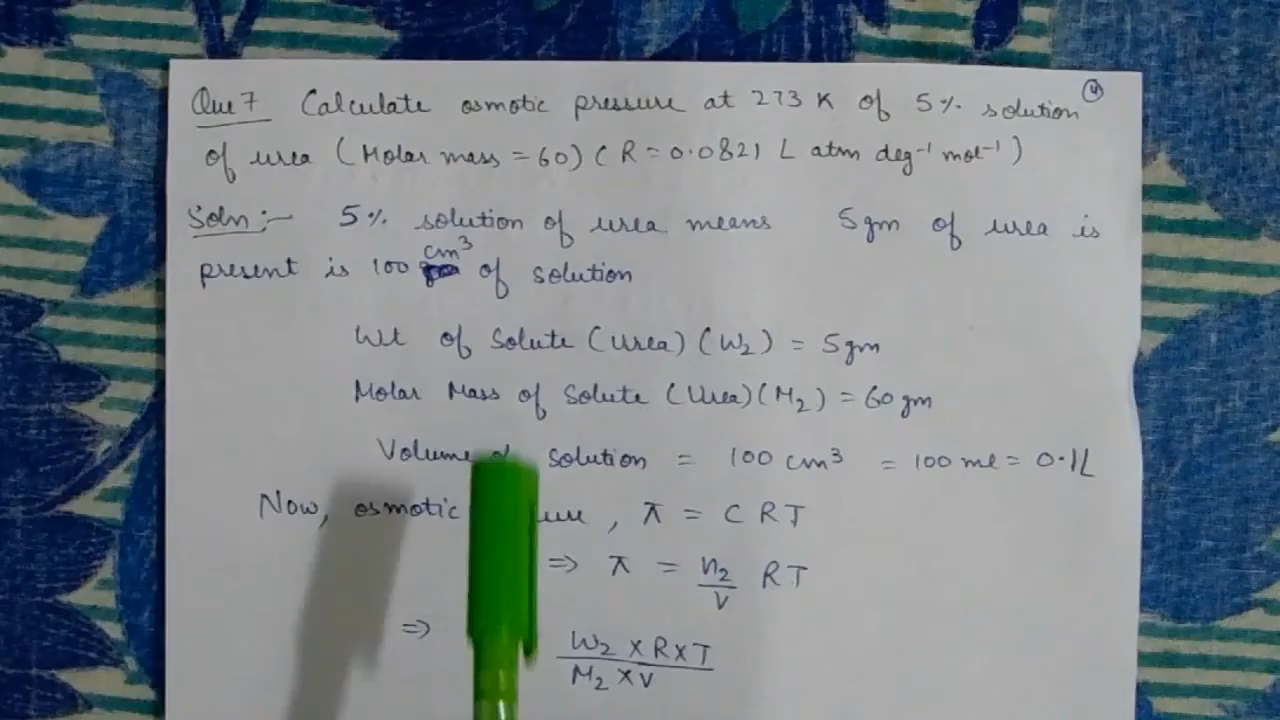 Que 7 Calculate osmotic pressure at 273 K of 5% solution
of urea (Molar mass = 60) (R = 0.0821 L atm deg⁻¹ mol⁻¹)
Soln :- 5% solution of urea means 5gm of urea is
present is 100 cm³ of solution
Wt of Solute (Urea) (W₂) = 5gm
Molar Mass of Solute (Urea) (M₂) = 60 gm
Volume solution = 100 cm³ = 100 ml = 0.1L
Now, osmotic , π = C R T
⇒ π = n₂/V RT
⇒ W₂ × R × T / M₂ × V